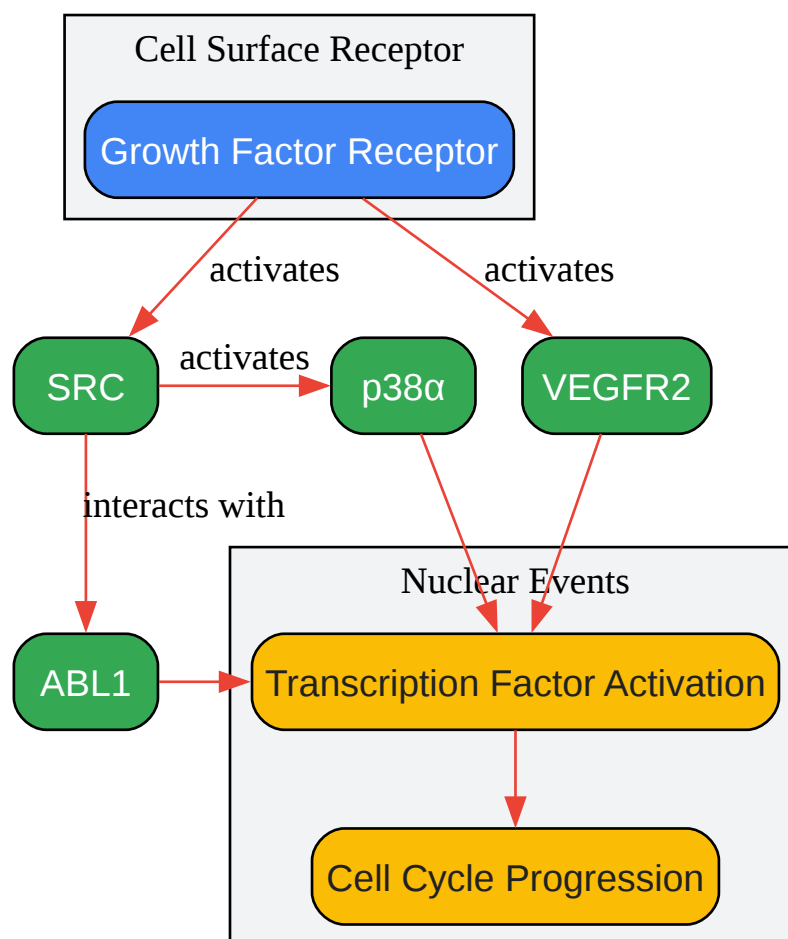 Cell Surface Receptor
Growth Factor Receptor
activates
activates
SRC
activates
p38α
VEGFR2
interacts with
Nuclear Events
ABL1
Transcription Factor Activation
Cell Cycle Progression